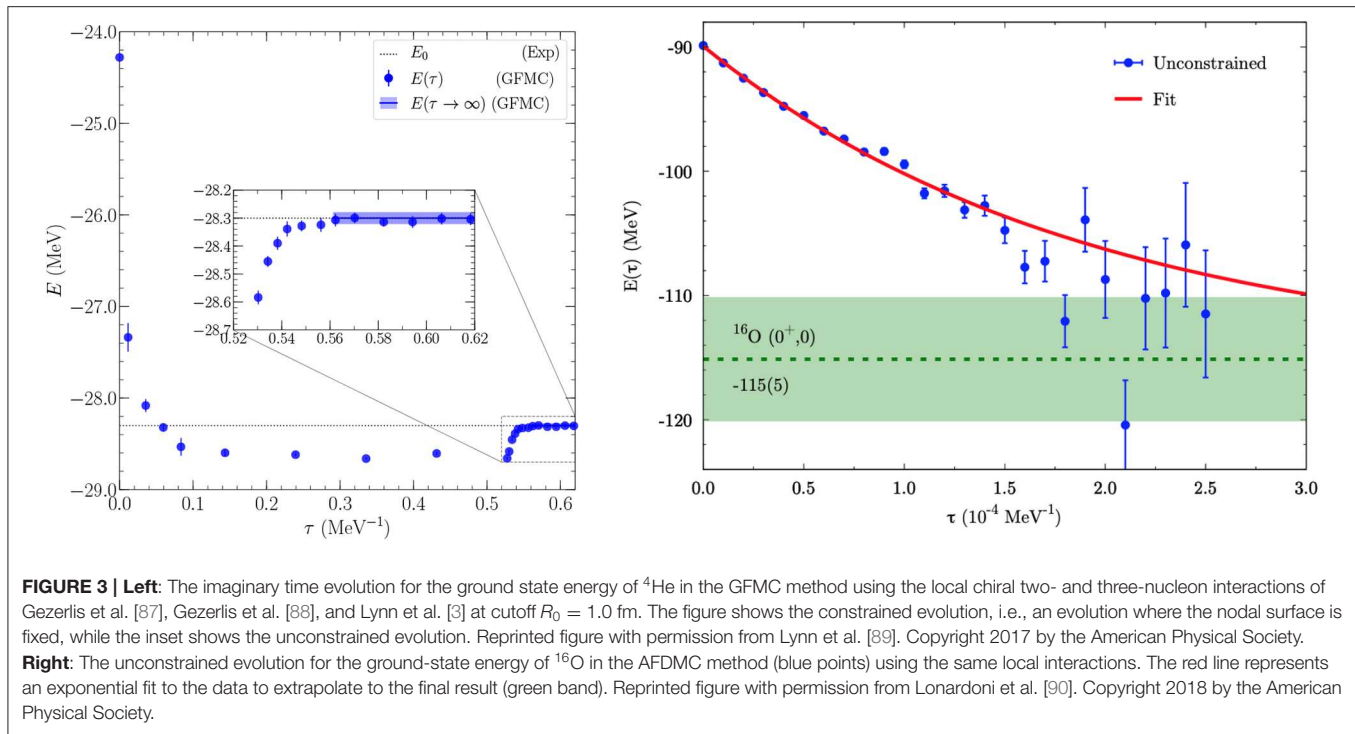 −24.0
−25.0
−26.0
−27.0
−28.0
−29.0
E (MeV)
E₀ (Exp)
E(τ) (GFMC)
E(τ → ∞) (GFMC)
−28.2
−28.3
−28.4
−28.5
−28.6
−28.7
0.52 0.54 0.56 0.58 0.60 0.62
0.0 0.1 0.2 0.3 0.4 0.5 0.6
τ (MeV⁻¹)
-90
-100
-110
-120
E(τ) (MeV)
Unconstrained
Fit
¹⁶O (0⁺,0)
-115(5)
0.0 0.5 1.0 1.5 2.0 2.5 3.0
τ (10⁻⁴ MeV⁻¹)
FIGURE 3 | Left: The imaginary time evolution for the ground state energy of ⁴He in the GFMC method using the local chiral two- and three-nucleon interactions of
Gezerlis et al. [87], Gezerlis et al. [88], and Lynn et al. [3] at cutoff R₀ = 1.0 fm. The figure shows the constrained evolution, i.e., an evolution where the nodal surface is
fixed, while the inset shows the unconstrained evolution. Reprinted figure with permission from Lynn et al. [89]. Copyright 2017 by the American Physical Society.
Right: The unconstrained evolution for the ground-state energy of ¹⁶O in the AFDMC method (blue points) using the same local interactions. The red line represents
an exponential fit to the data to extrapolate to the final result (green band). Reprinted figure with permission from Lonardoni et al. [90]. Copyright 2018 by the American
Physical Society.